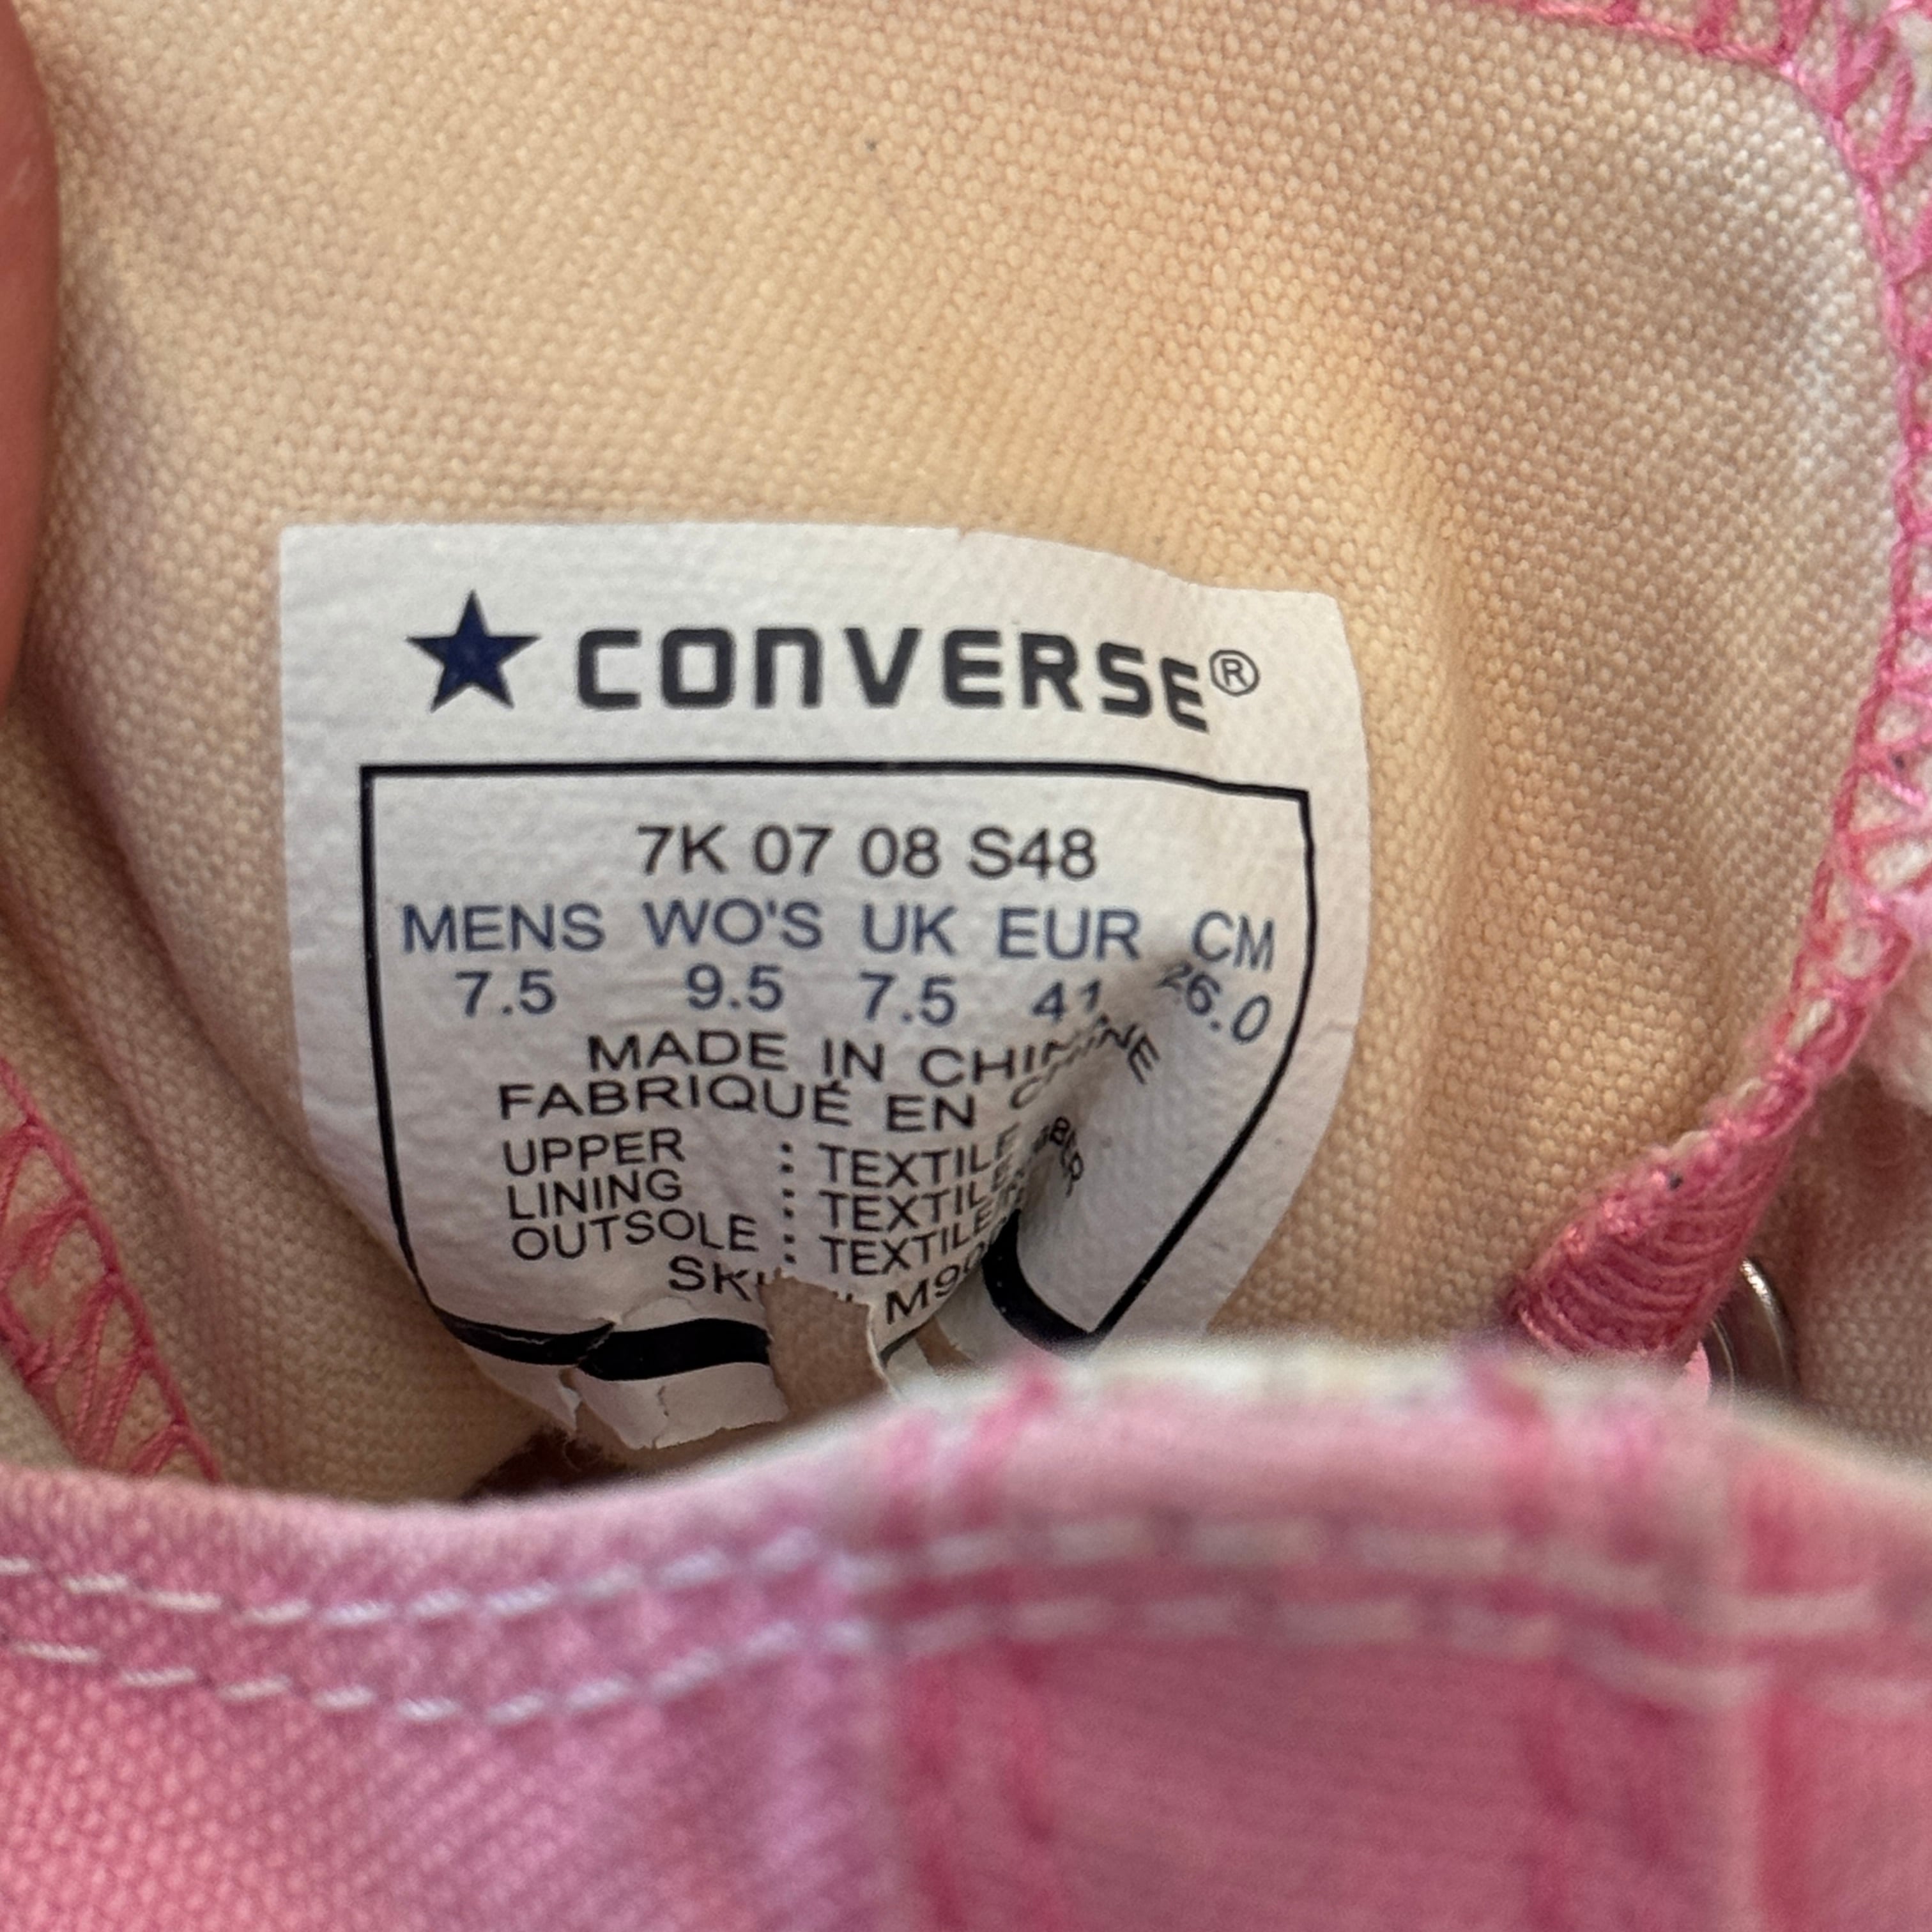 CONVERSE®
7K 07 08 S48
MENS WO'S UK EUR CM
7.5 9.5 7.5 41 26.0
MADE IN
FABRIQUÉ EN
UPPER : TEXTILE
LINING : TEXTILE
OUTSOLE : TEXTILE